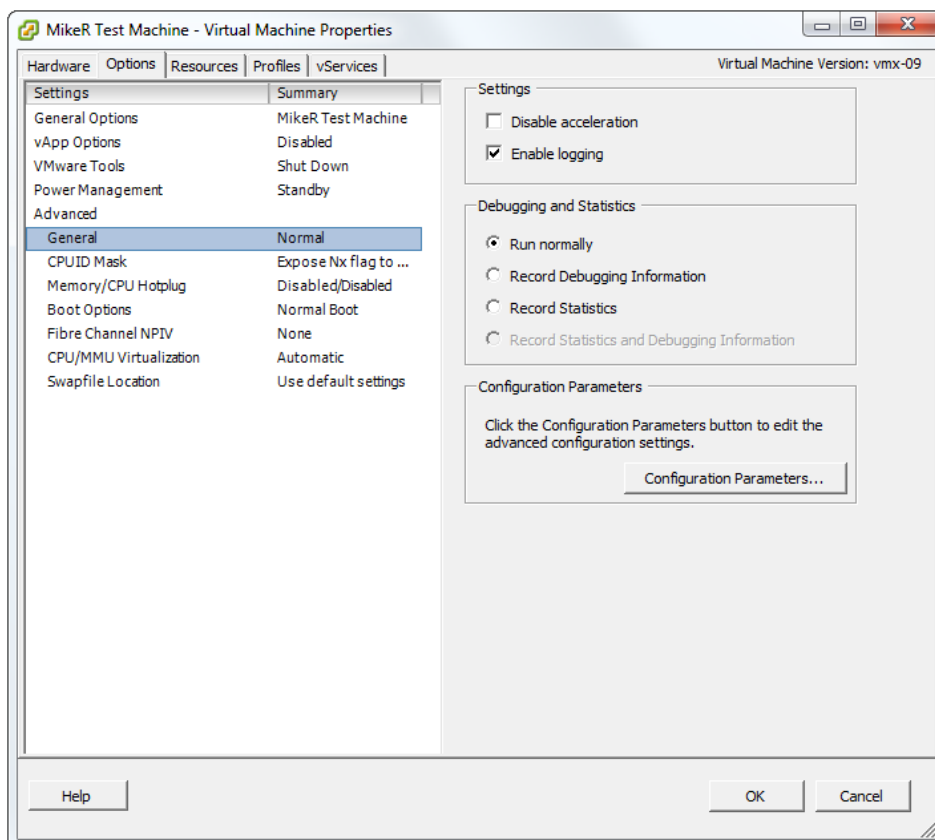 MikeR Test Machine - Virtual Machine Properties
Hardware Options Resources Profiles vServices Virtual Machine Version: vmx-09
Settings Summary
General Options MikeR Test Machine
vApp Options Disabled
VMware Tools Shut Down
Power Management Standby
Advanced
General Normal
CPUID Mask Expose Nx flag to ...
Memory/CPU Hotplug Disabled/Disabled
Boot Options Normal Boot
Fibre Channel NPIV None
CPU/MMU Virtualization Automatic
Swapfile Location Use default settings
Settings
Disable acceleration
Enable logging
Debugging and Statistics
Run normally
Record Debugging Information
Record Statistics
Record Statistics and Debugging Information
Configuration Parameters
Click the Configuration Parameters button to edit the
advanced configuration settings.
Configuration Parameters...
Help OK Cancel